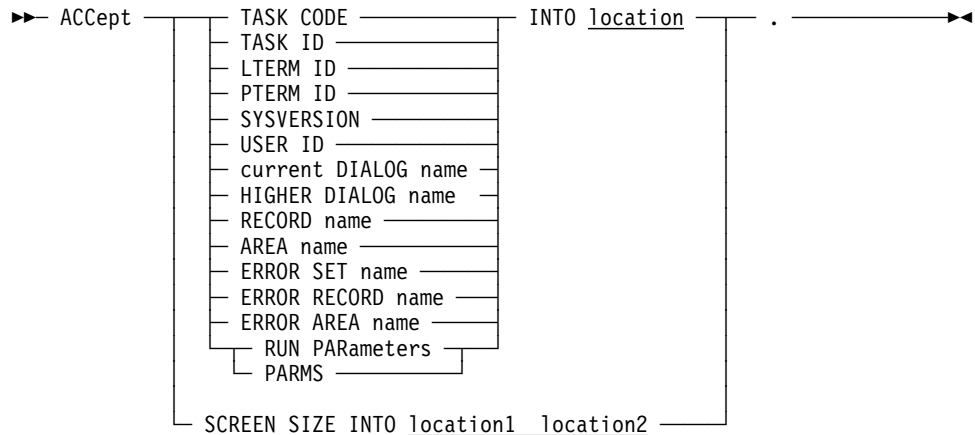 ACCept TASK CODE INTO location .
TASK ID
LTERM ID
PTERM ID
SYSVERSION
USER ID
current DIALOG name
HIGHER DIALOG name
RECORD name
AREA name
ERROR SET name
ERROR RECORD name
ERROR AREA name
RUN PARameters
PARMS
SCREEN SIZE INTO location1 location2